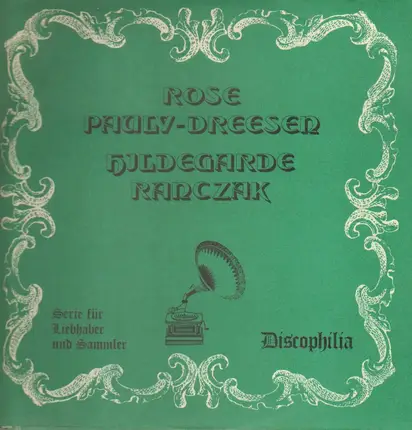 ROSE
PAULY-DREESEN
HILDEGARDE
RANCZAK
Serie für
Liebhaber
und Sammler
Discophilia